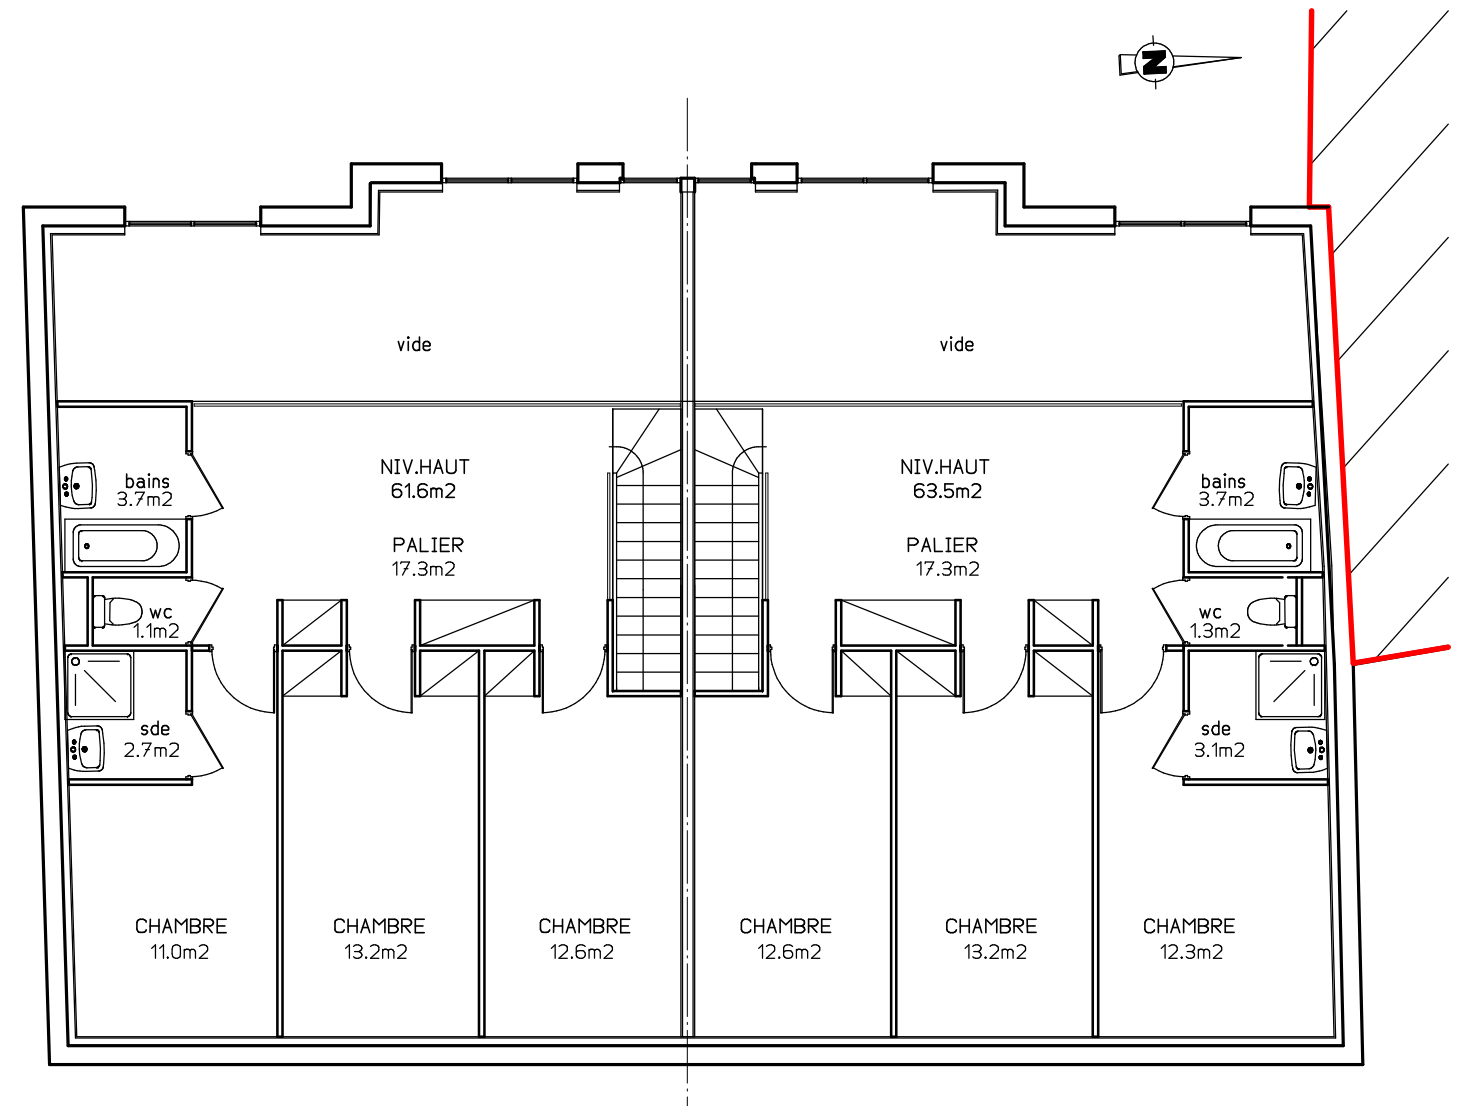 N
vide
vide
NIV.HAUT
61.6m2
NIV.HAUT
63.5m2
bains
3.7m2
bains
3.7m2
PALIER
17.3m2
PALIER
17.3m2
wc
1.1m2
wc
1.3m2
sde
2.7m2
sde
3.1m2
CHAMBRE
11.0m2
CHAMBRE
13.2m2
CHAMBRE
12.6m2
CHAMBRE
12.6m2
CHAMBRE
13.2m2
CHAMBRE
12.3m2